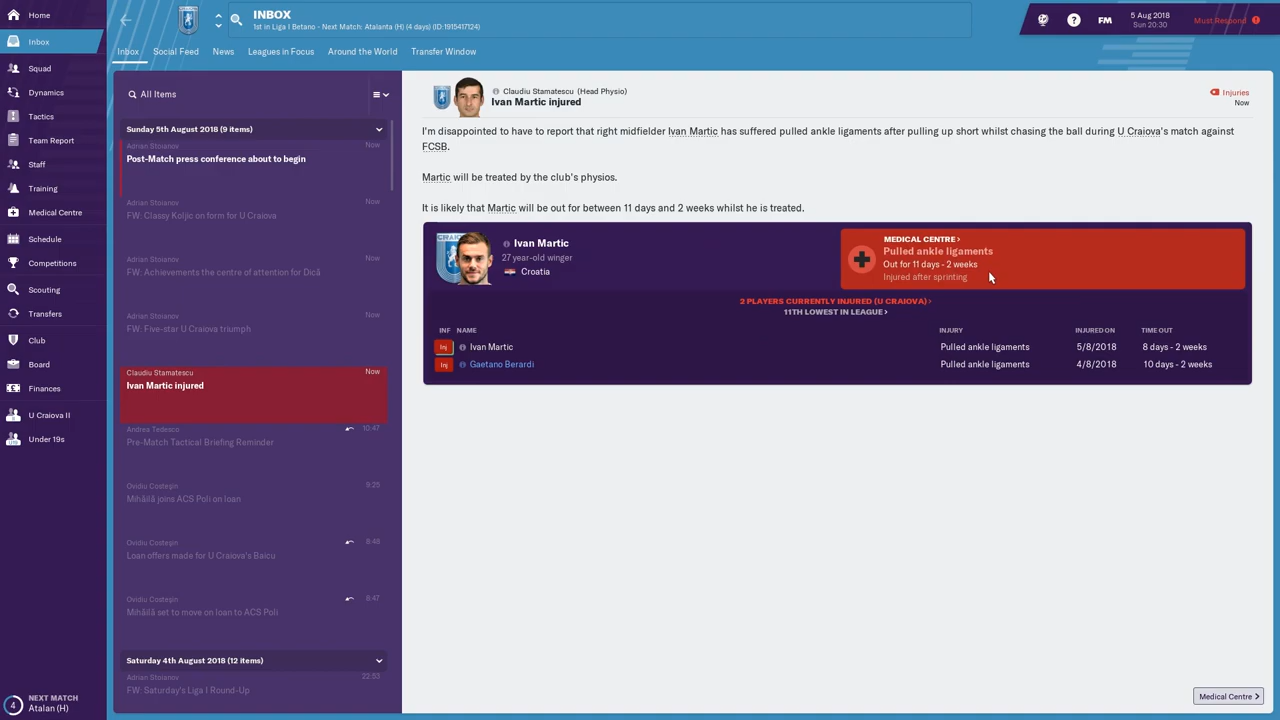 Home
Inbox
Squad
Dynamics
Tactics
Team Report
Staff
Training
Medical Centre
Schedule
Competitions
Scouting
Transfers
Club
Board
Finances
U Craiova II
Under 19s
4
NEXT MATCH
Atalan (H)
INBOX
1st in Liga I Betano - Next Match: Atalanta (H) (4 days) (ID:1915417124)
?
FM
5 Aug 2018
Sun 20:30
Must Respond
Inbox Social Feed News Leagues in Focus Around the World Transfer Window
All Items
Sunday 5th August 2018 (9 items)
Adrian Stoianov Now
Post-Match press conference about to begin
Adrian Stoianov Now
FW: Classy Koljic on form for U Craiova
Adrian Stoianov Now
FW: Achievements the centre of attention for Dică
Adrian Stoianov Now
FW: Five-star U Craiova triumph
Claudiu Stamatescu Now
Ivan Martic injured
Andrea Tedesco 10:47
Pre-Match Tactical Briefing Reminder
Ovidiu Costeșin 9:25
Mihăilă joins ACS Poli on loan
Ovidiu Costeșin 8:48
Loan offers made for U Craiova's Baicu
Ovidiu Costeșin 8:47
Mihăilă set to move on loan to ACS Poli
Saturday 4th August 2018 (12 items)
Adrian Stoianov 22:53
FW: Saturday's Liga I Round-Up
Claudiu Stamatescu (Head Physio)
Ivan Martic injured
Injuries
Now
I'm disappointed to have to report that right midfielder Ivan Martic has suffered pulled ankle ligaments after pulling up short whilst chasing the ball during U Craiova's match against
FCSB.
Martic will be treated by the club's physios.
It is likely that Martic will be out for between 11 days and 2 weeks whilst he is treated.
Ivan Martic
27 year-old winger
Croatia
MEDICAL CENTRE >
Pulled ankle ligaments
Out for 11 days - 2 weeks
Injured after sprinting
2 PLAYERS CURRENTLY INJURED (U CRAIOVA) >
11TH LOWEST IN LEAGUE >
INF NAME INJURY INJURED ON TIME OUT
Inj Ivan Martic Pulled ankle ligaments 5/8/2018 8 days - 2 weeks
Inj Gaetano Berardi Pulled ankle ligaments 4/8/2018 10 days - 2 weeks
Medical Centre >